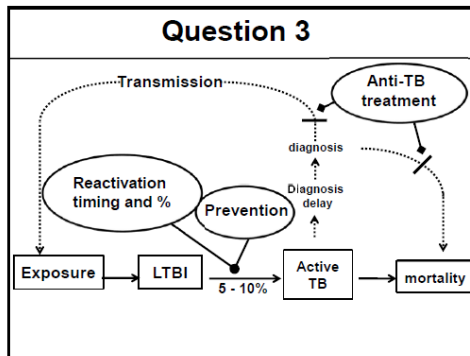 Question 3
Transmission
Anti-TB
treatment
diagnosis
Reactivation
timing and %
Prevention
Diagnosis
delay
Exposure
LTBI
5 - 10%
Active
TB
mortality